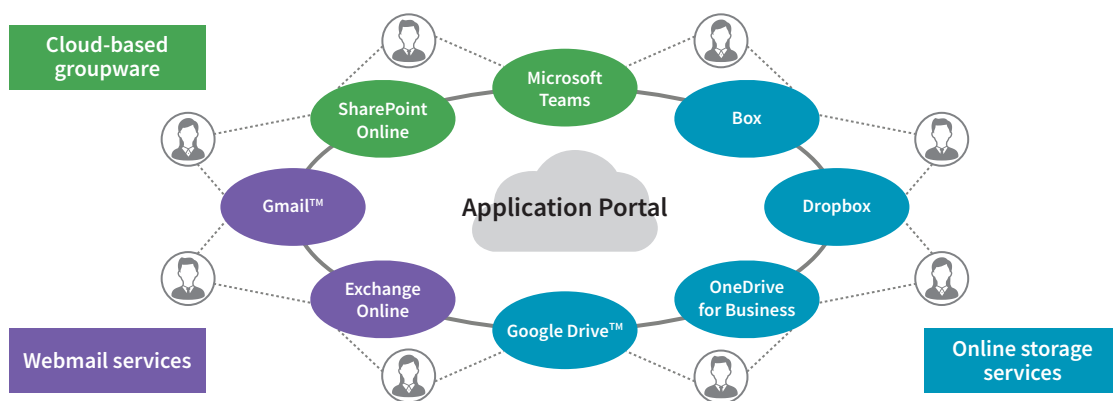 Cloud-based
groupware
Microsoft
Teams
SharePoint
Online
Box
Application Portal
Gmail™
Dropbox
Exchange
Online
OneDrive
for Business
Google Drive™
Webmail services
Online storage
services